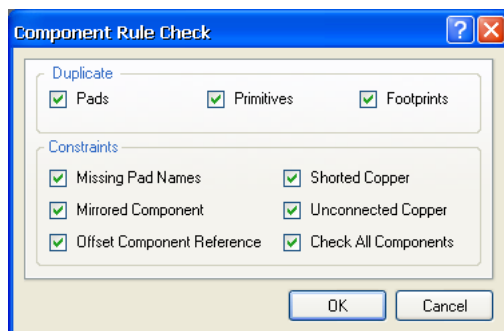 Component Rule Check
Duplicate
Pads Primitives Footprints
Constraints
Missing Pad Names Shorted Copper
Mirrored Component Unconnected Copper
Offset Component Reference Check All Components
OK Cancel